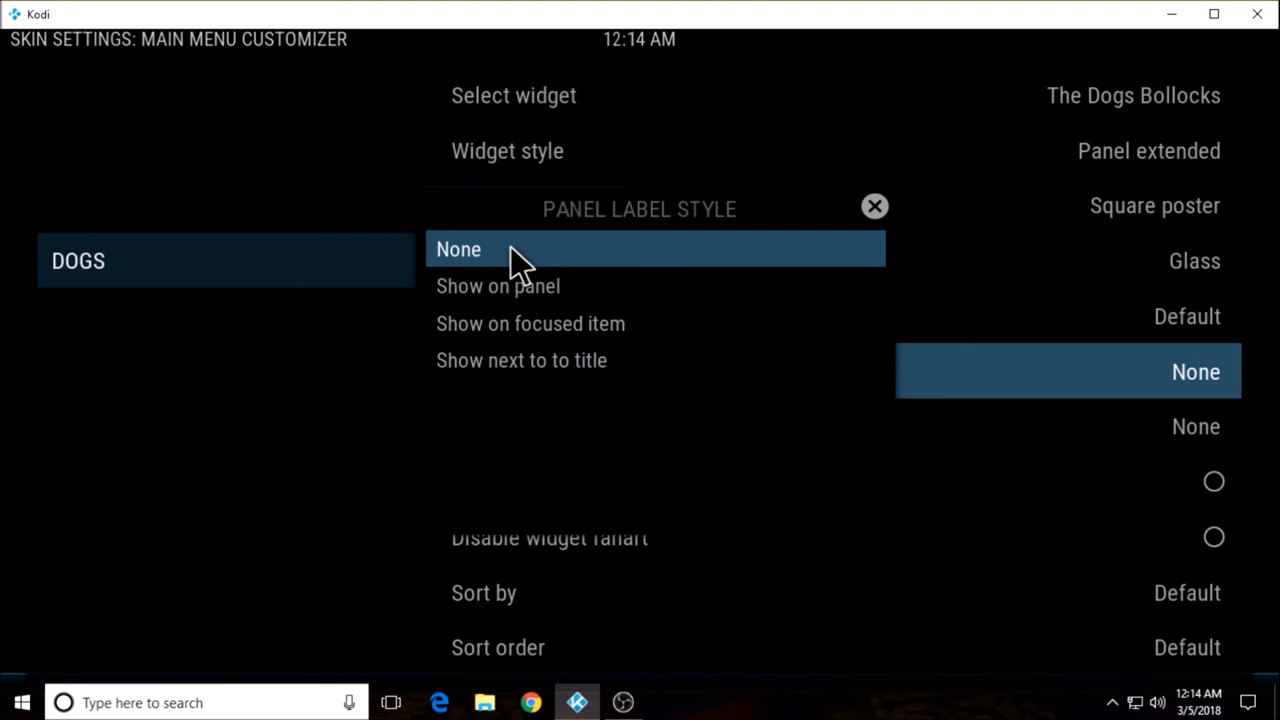 Kodi
SKIN SETTINGS: MAIN MENU CUSTOMIZER
12:14 AM
Select widget
The Dogs Bollocks
Widget style
Panel extended
PANEL LABEL STYLE
Square poster
DOGS
None
Glass
Show on panel
Default
Show on focused item
Show next to to title
None
None
Disable widget fanart
Sort by
Default
Sort order
Default
Type here to search
12:14 AM
3/5/2018